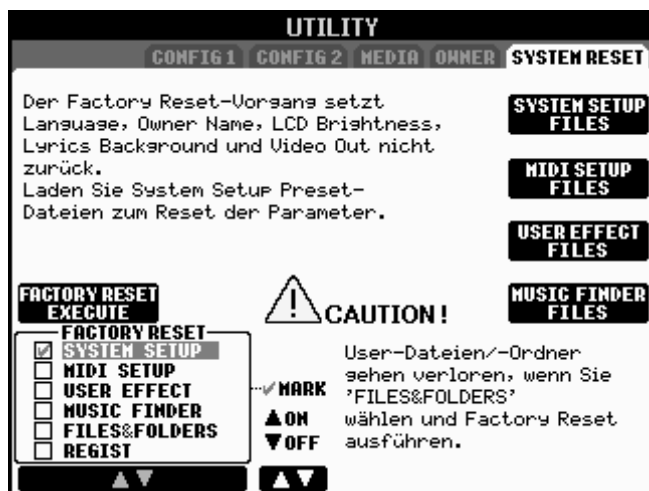 UTILITY
CONFIG 1 CONFIG 2 MEDIA OWNER SYSTEM RESET
Der Factory Reset-Vorgang setzt
Language, Owner Name, LCD Brightness,
Lyrics Background und Video Out nicht
zurück.
Laden Sie System Setup Preset-
Dateien zum Reset der Parameter.
SYSTEM SETUP
FILES
MIDI SETUP
FILES
USER EFFECT
FILES
MUSIC FINDER
FILES
FACTORY RESET
EXECUTE
CAUTION!
FACTORY RESET
SYSTEM SETUP
MIDI SETUP
USER EFFECT
MUSIC FINDER
FILES&FOLDERS
REGIST
MARK
▲ON
▼OFF
User-Dateien/-Ordner
gehen verloren, wenn Sie
'FILES&FOLDERS'
wählen und Factory Reset
ausführen.